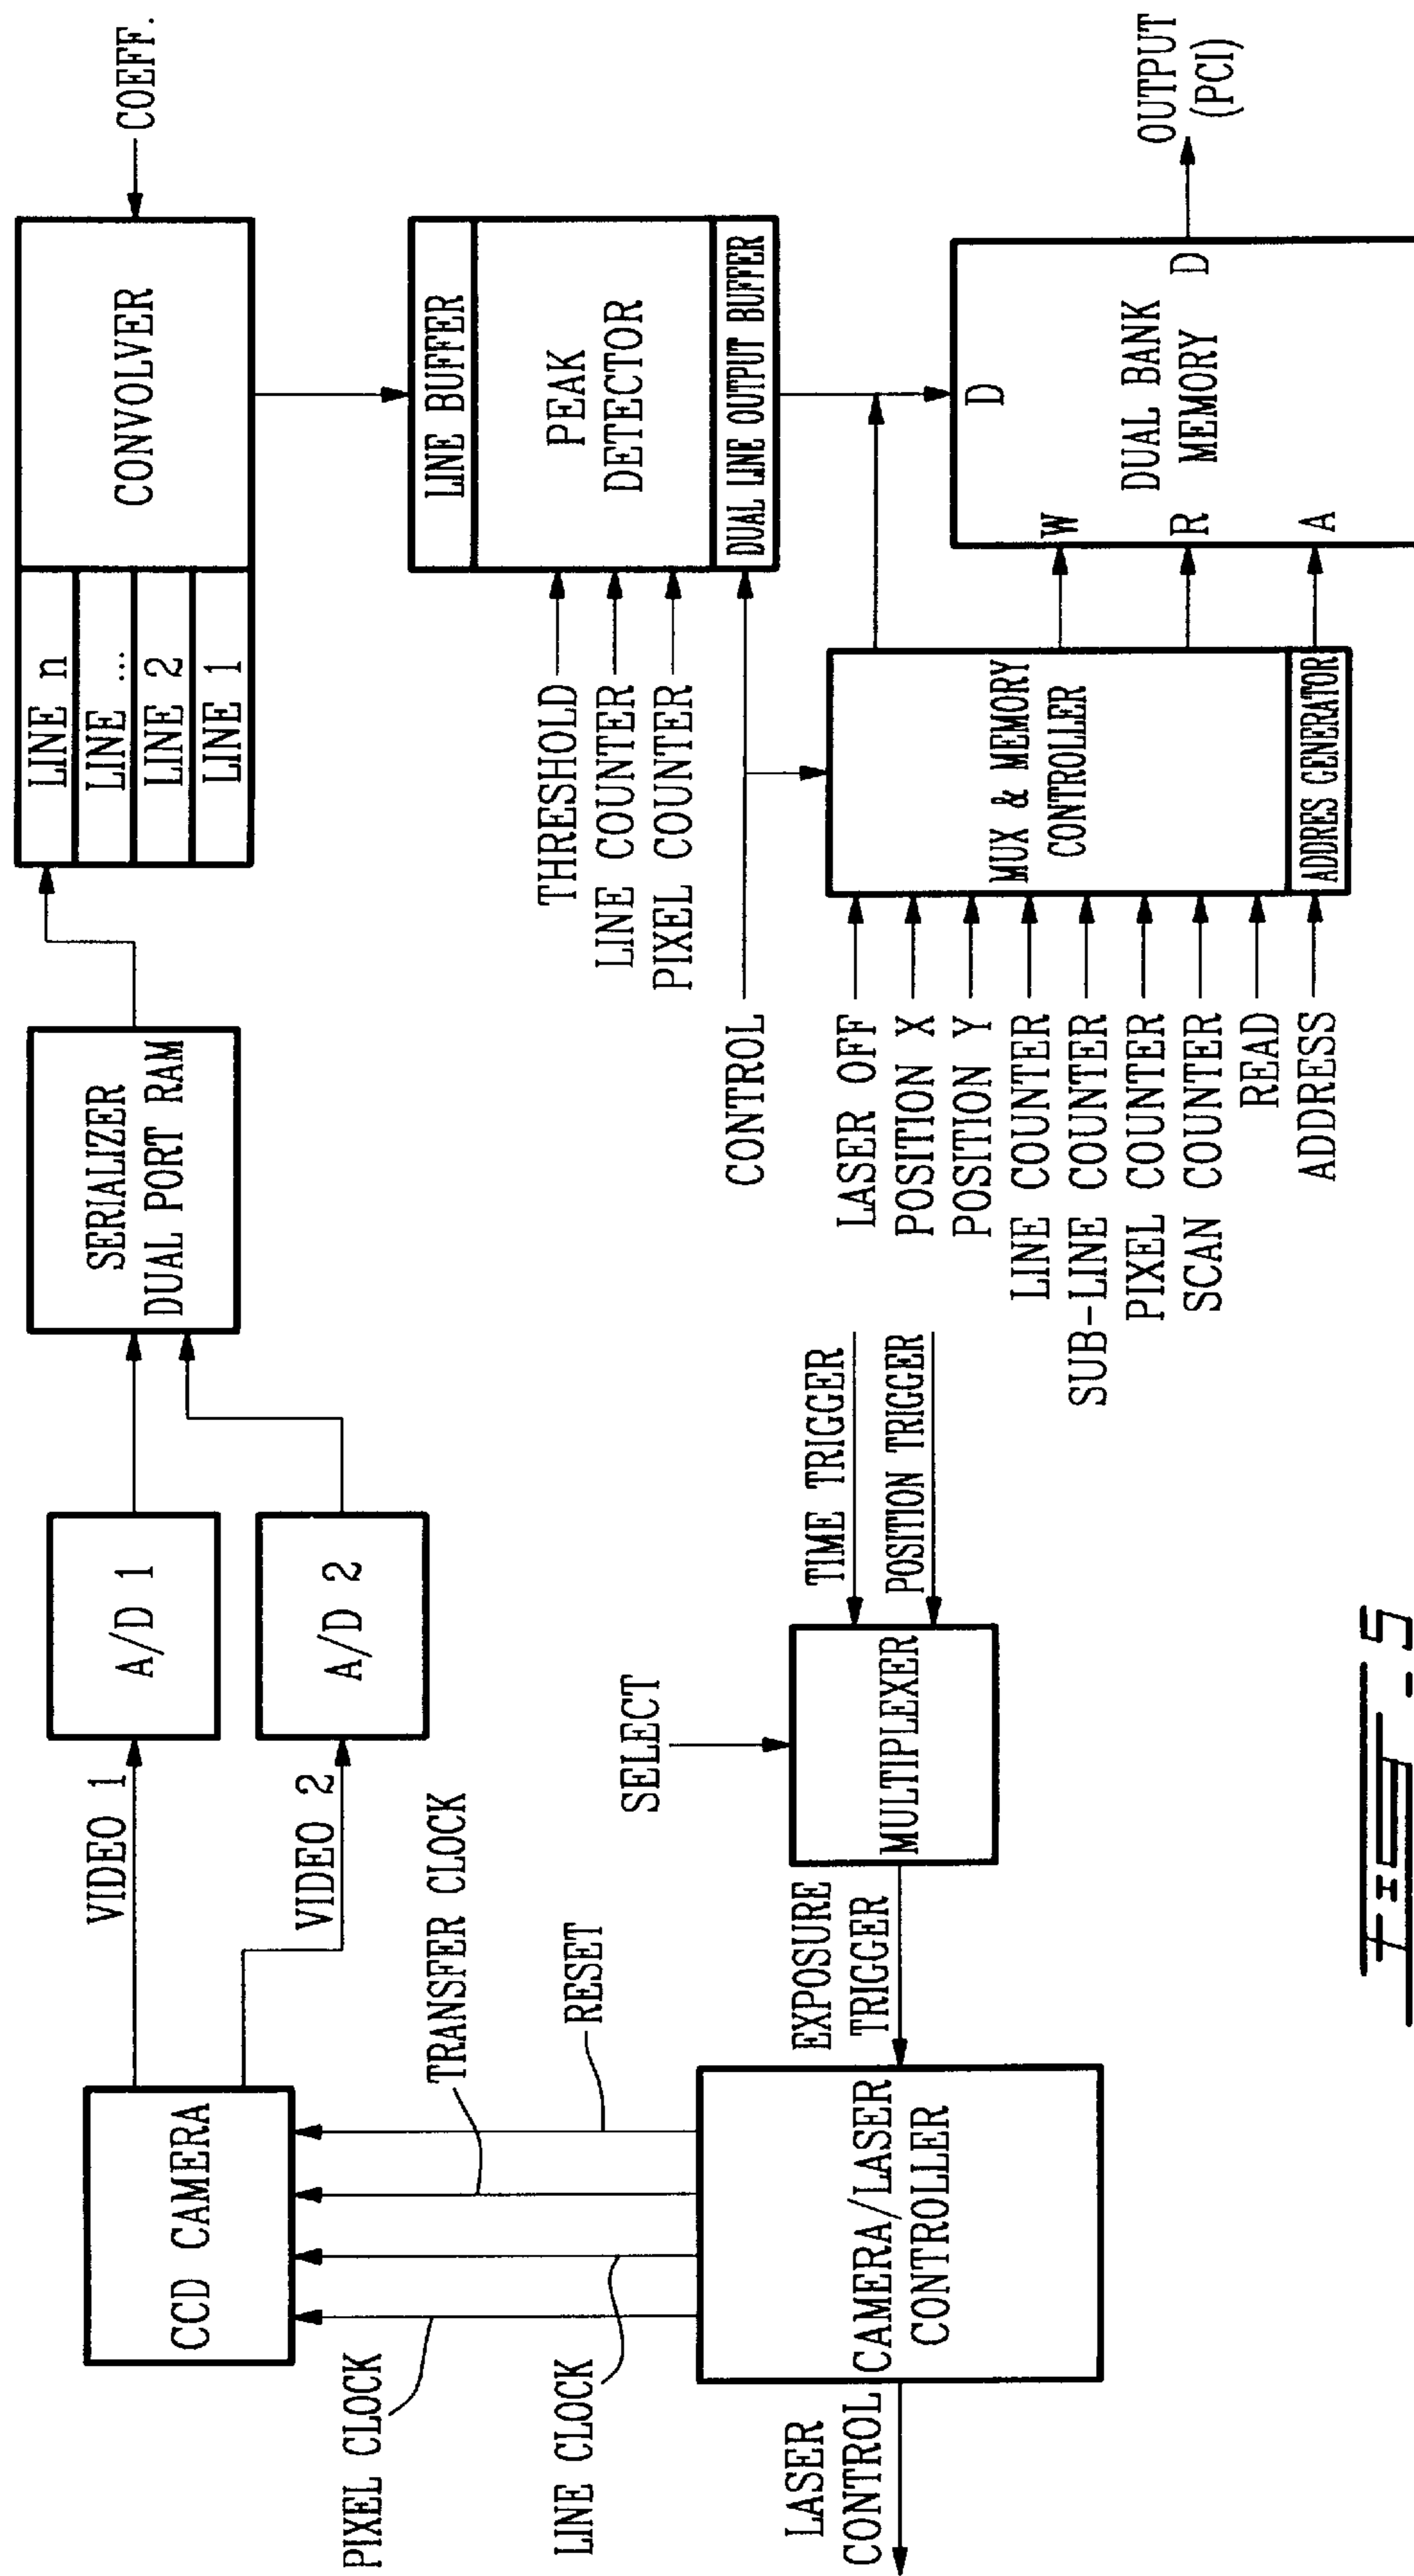 CCD CAMERA
VIDEO 1
VIDEO 2
A/D 1
A/D 2
SERIALIZER
DUAL PORT RAM
LINE n
LINE ...
LINE 2
LINE 1
CONVOLVER
COEFF.
PIXEL CLOCK
LINE CLOCK
TRANSFER CLOCK
RESET
LINE BUFFER
PEAK
DETECTOR
DUAL LINE OUTPUT BUFFER
THRESHOLD
LINE COUNTER
PIXEL COUNTER
CONTROL
SELECT
LASER
CONTROL
CAMERA/LASER
CONTROLLER
EXPOSURE
TRIGGER
MULTIPLEXER
TIME TRIGGER
POSITION TRIGGER
LASER OFF
POSITION X
POSITION Y
LINE COUNTER
SUB-LINE COUNTER
PIXEL COUNTER
SCAN COUNTER
READ
ADDRESS
MUX & MEMORY
CONTROLLER
ADDRES GENERATOR
D
W
R
A
DUAL BANK
MEMORY
D
OUTPUT
(PCI)
FIG - 5